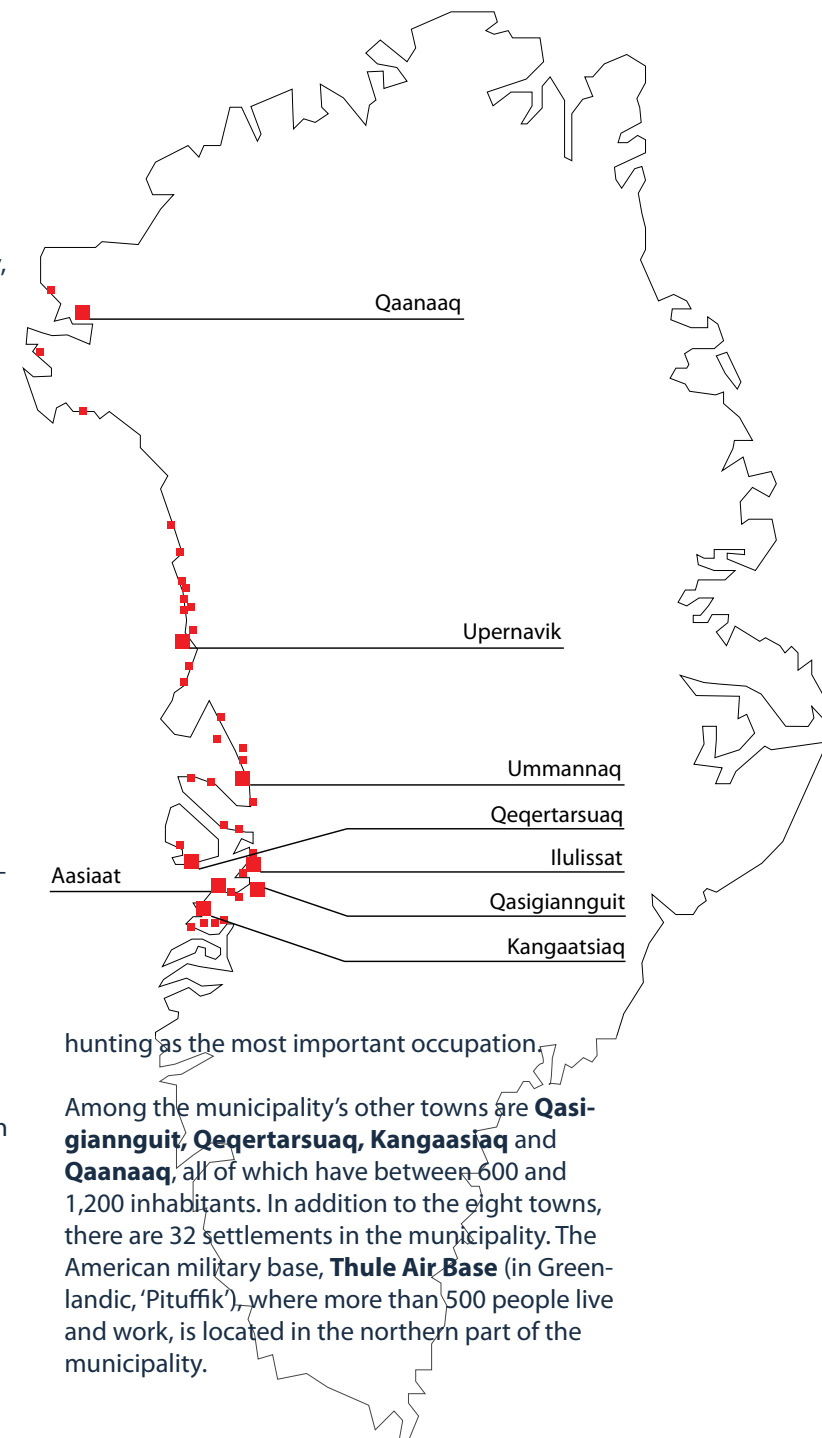 Qaanaaq
Upernavik
Ummannaq
Qeqertarsuaq
Ilulissat
Aasiaat
Qasigiannguit
Kangaatsiaq
hunting as the most important occupation.
Among the municipality’s other towns are Qasi-
giannguit, Qeqertarsuaq, Kangaasiaq and
Qaanaaq, all of which have between 600 and
1,200 inhabitants. In addition to the eight towns,
there are 32 settlements in the municipality. The
American military base, Thule Air Base (in Green-
landic, ‘Pituffik’), where more than 500 people live
and work, is located in the northern part of the
municipality.